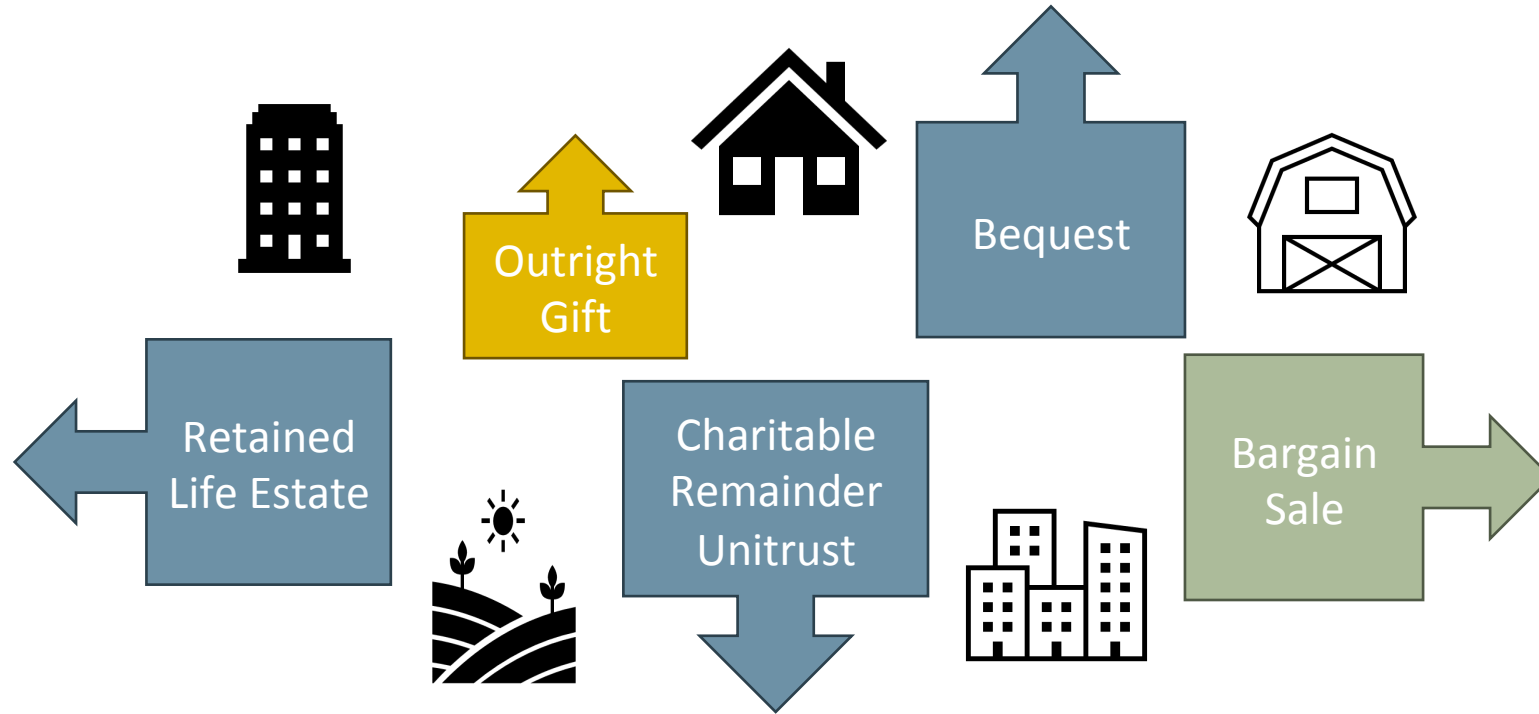 Outright
Gift
Bequest
Retained
Life Estate
Charitable
Remainder
Unitrust
Bargain
Sale